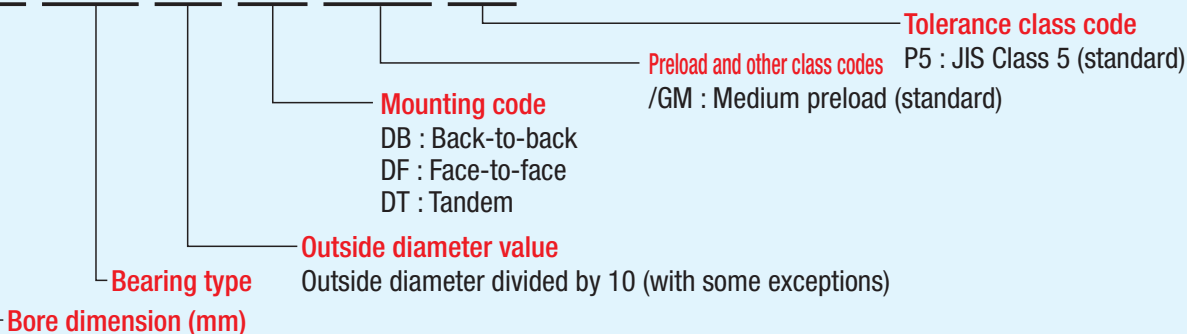 Tolerance class code
P5 : JIS Class 5 (standard)
Preload and other class codes
/GM : Medium preload (standard)
Mounting code
DB : Back-to-back
DF : Face-to-face
DT : Tandem
Outside diameter value
Outside diameter divided by 10 (with some exceptions)
Bearing type
Bore dimension (mm)